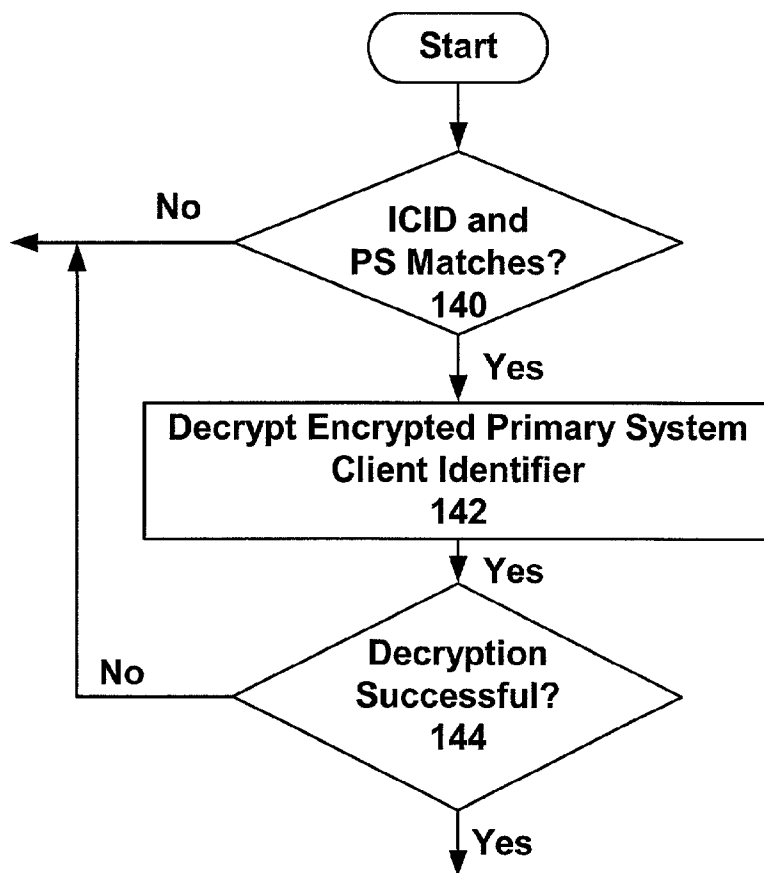 Start
No
ICID and
PS Matches?
140
Yes
Decrypt Encrypted Primary System
Client Identifier
142
Yes
Decryption
Successful?
144
No
Yes